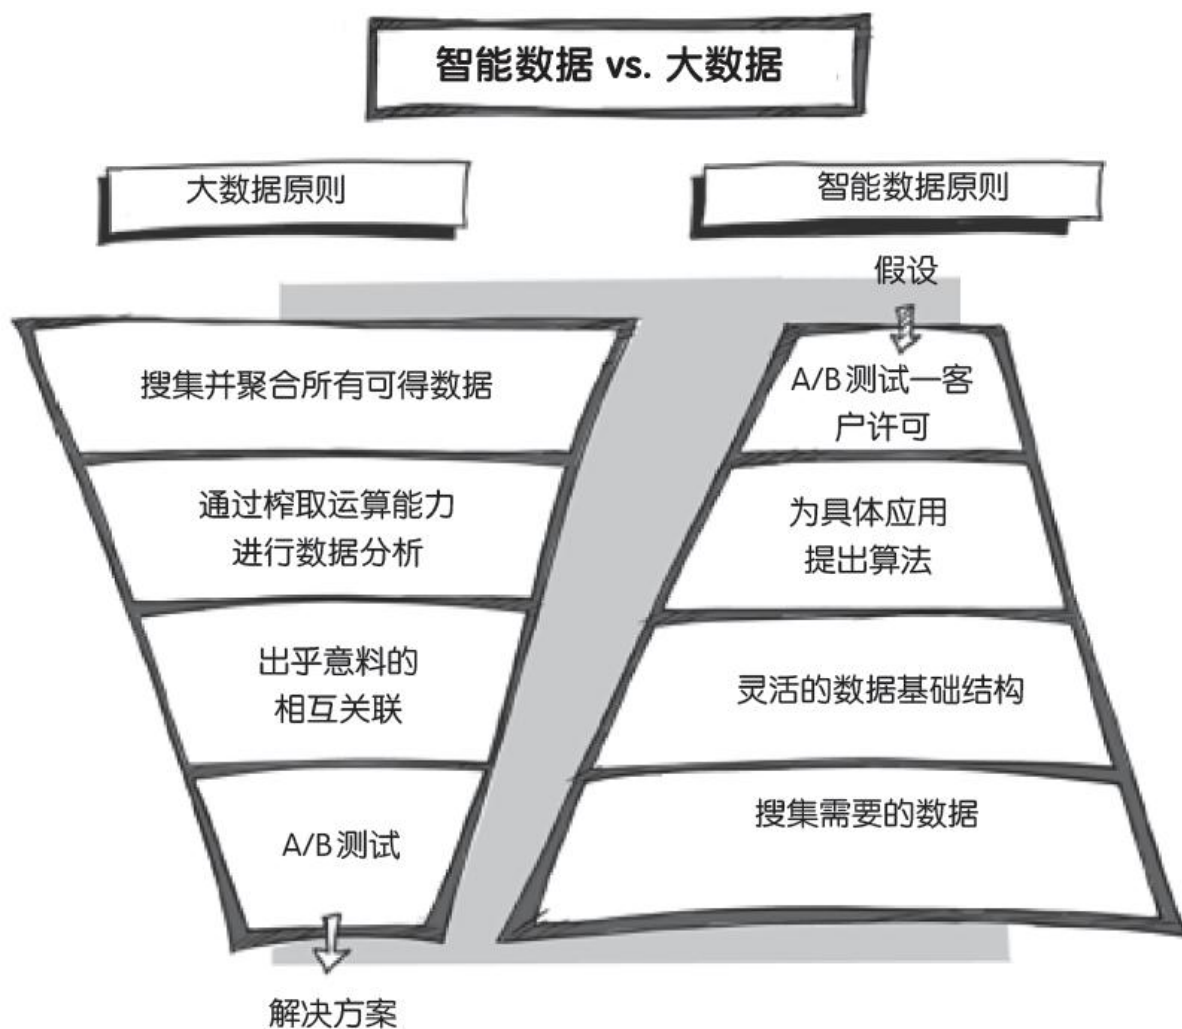 智能数据 vs. 大数据
大数据原则
搜集并聚合所有可得数据
通过榨取运算能力
进行数据分析
出乎意料的
相互关联
A/B测试
解决方案
智能数据原则
假设
A/B测试—客
户许可
为具体应用
提出算法
灵活的数据基础结构
搜集需要的数据